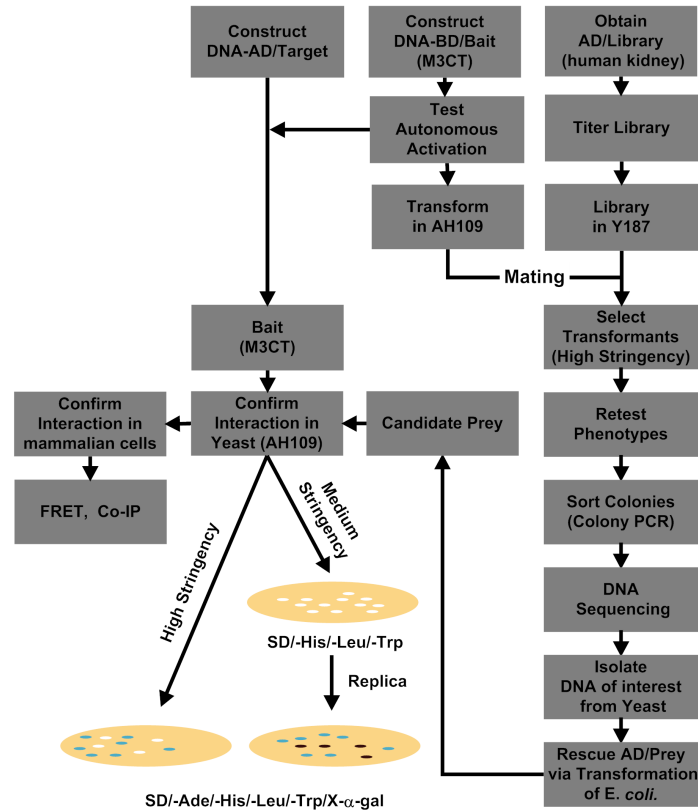 Construct
DNA-AD/Target
Construct
DNA-BD/Bait
(M3CT)
Obtain
AD/Library
(human kidney)
Test
Autonomous
Activation
Titer Library
Transform
in AH109
Library
in Y187
Mating
Bait
(M3CT)
Select
Transformants
(High Stringency)
Confirm
Interaction in
mammalian cells
Confirm
Interaction in
Yeast (AH109)
Candidate Prey
Retest
Phenotypes
FRET, Co-IP
Sort Colonies
(Colony PCR)
High Stringency
Medium
Stringency
DNA
Sequencing
SD/-His/-Leu/-Trp
Isolate
DNA of interest
from Yeast
Replica
Rescue AD/Prey
via Transformation
of E. coli.
SD/-Ade/-His/-Leu/-Trp/X-α-gal